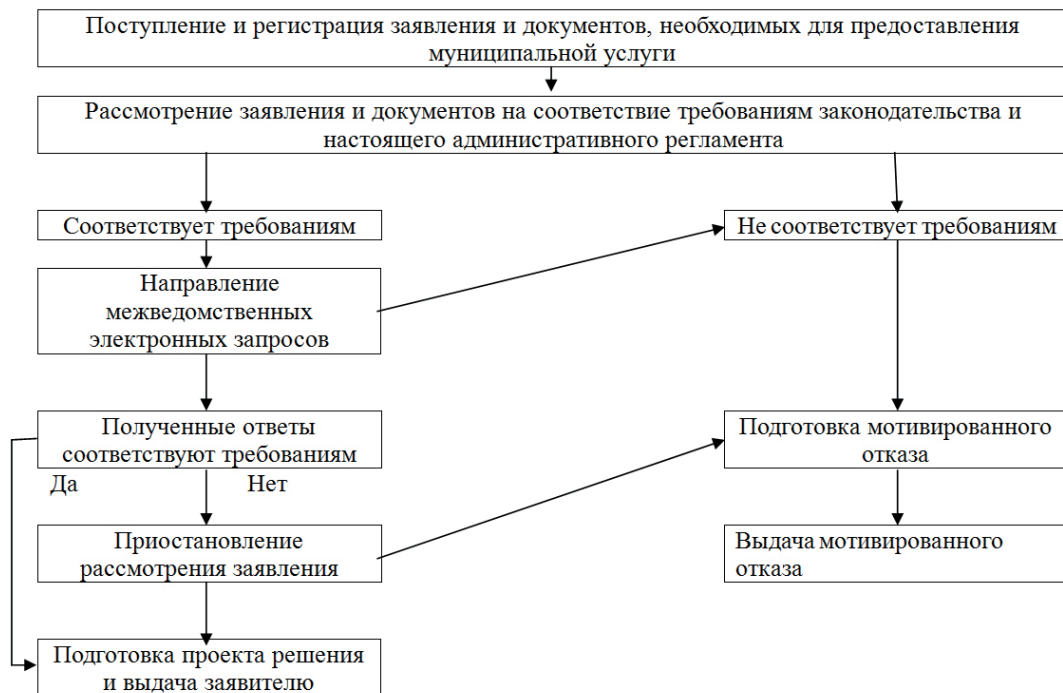 Поступление и регистрация заявления и документов, необходимых для предоставления
муниципальной услуги
Рассмотрение заявления и документов на соответствие требованиям законодательства и
настоящего административного регламента
Соответствует требованиям
Не соответствует требованиям
Направление
межведомственных
электронных запросов
Полученные ответы
соответствуют требованиям
Подготовка мотивированного
отказа
Да
Нет
Приостановление
рассмотрения заявления
Выдача мотивированного
отказа
Подготовка проекта решения
и выдача заявителю